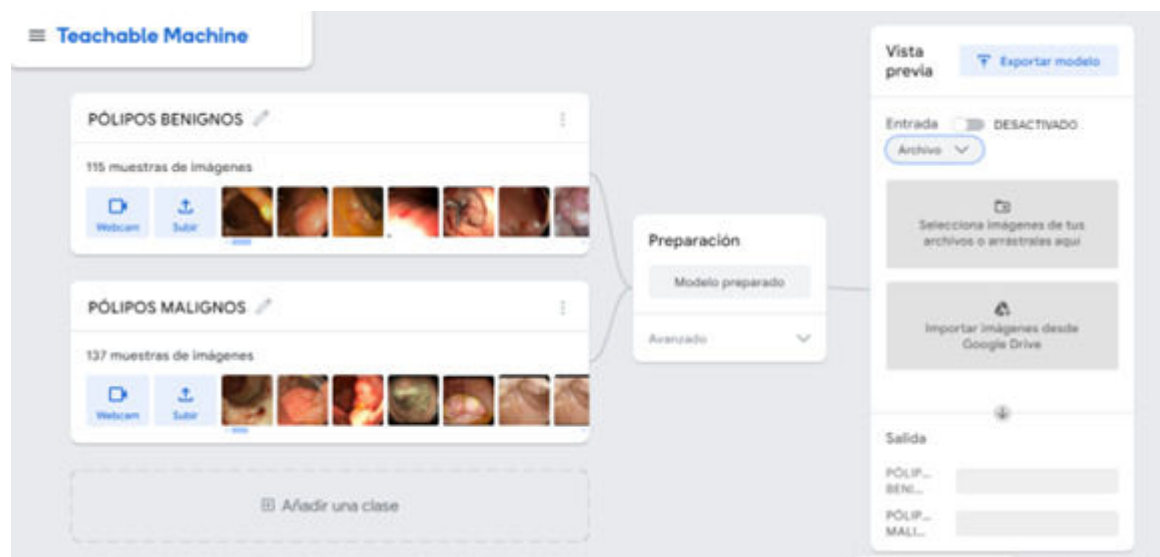 Teachable Machine
PÓLIPOS BENIGNOS
115 muestras de imágenes
Webcam
Subir
PÓLIPOS MALIGNOS
137 muestras de imágenes
Webcam
Subir
Añadir una clase
Preparación
Modelo preparado
Avanzado
Vista
previa
Exportar modelo
Entrada
DESACTIVADO
Archivo
Selecciona imágenes de tus
archivos o arrástralas aquí
Importar imágenes desde
Google Drive
Salida
PÓLIP...
BENI...
PÓLIP...
MALI...